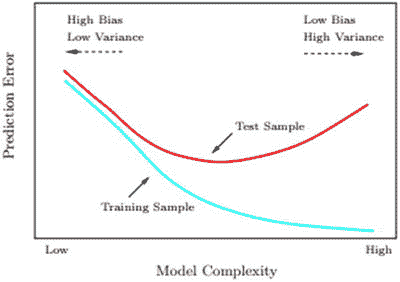 High Bias
Low Variance
Low Bias
High Variance
Prediction Error
Test Sample
Training Sample
Low
High
Model Complexity